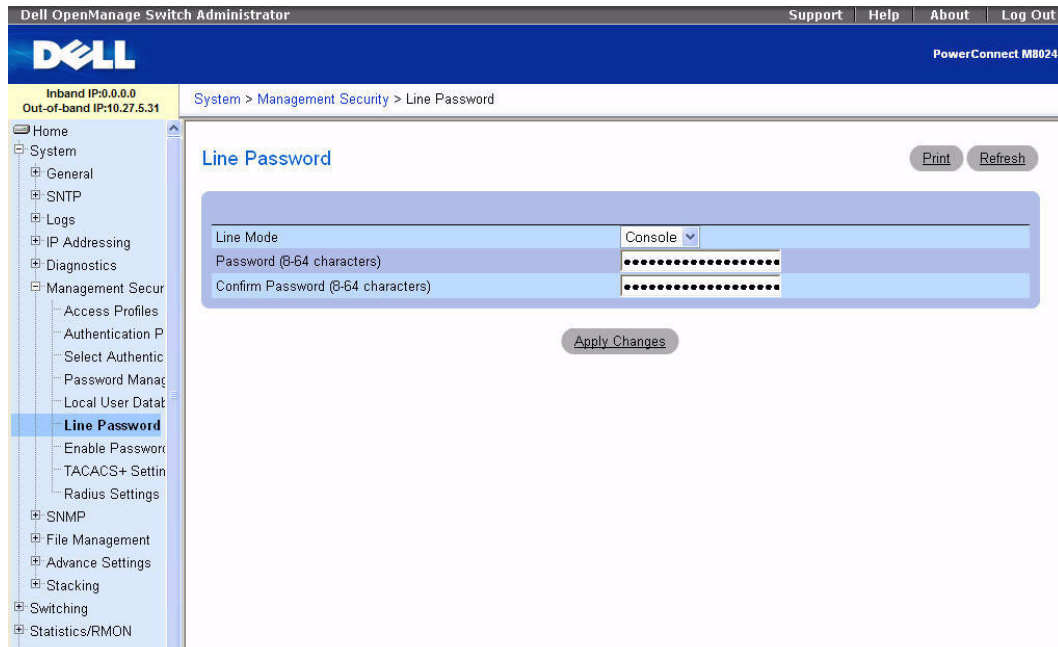 Dell OpenManage Switch Administrator Support Help About Log Out
DELL
PowerConnect M8024
Inband IP:0.0.0.0
Out-of-band IP:10.27.5.31
System > Management Security > Line Password
Home
System
General
SNTP
Logs
IP Addressing
Diagnostics
Management Secur
Access Profiles
Authentication P
Select Authentic
Password Manag
Local User Datab
Line Password
Enable Password
TACACS+ Settin
Radius Settings
SNMP
File Management
Advance Settings
Stacking
Switching
Statistics/RMON
Line Password
Print Refresh
Line Mode Console
Password (8-64 characters) •••••••••••••••••••
Confirm Password (8-64 characters) •••••••••••••••••••
Apply Changes